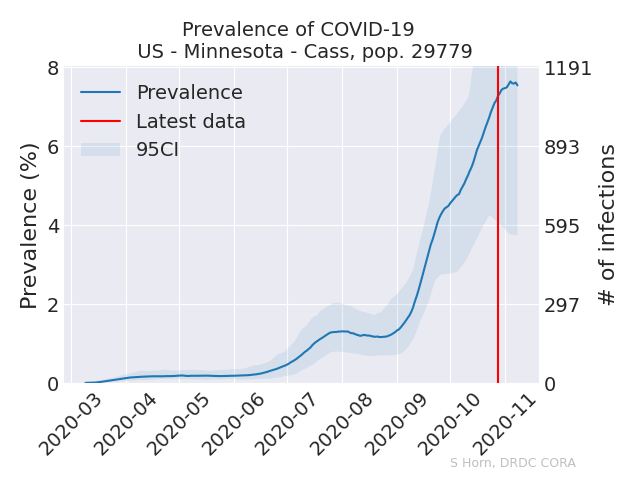 Prevalence of COVID-19
US - Minnesota - Cass, pop. 29779
Prevalence
Latest data
95CI
Prevalence (%)
8
6
4
2
0
1191
893
595
297
0
# of infections
2020-03
2020-04
2020-05
2020-06
2020-07
2020-08
2020-09
2020-10
2020-11
S Horn, DRDC CORA